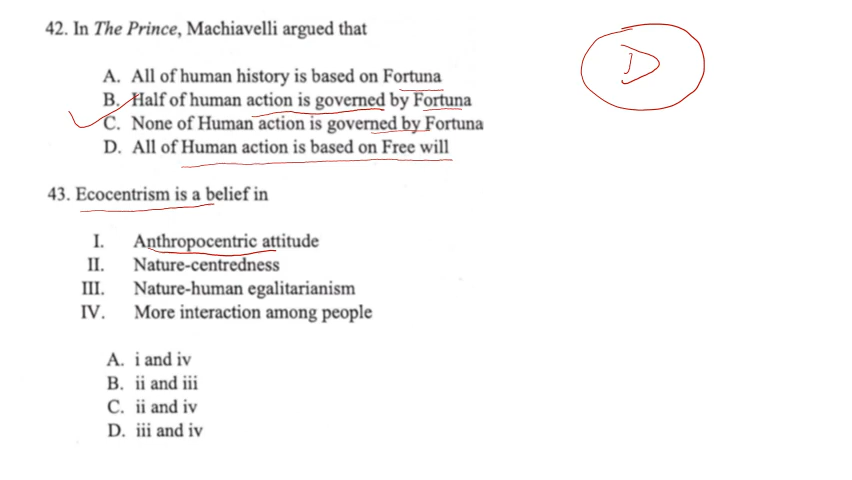 42. In The Prince, Machiavelli argued that
A. All of human history is based on Fortuna
B. Half of human action is governed by Fortuna
C. None of Human action is governed by Fortuna
D. All of Human action is based on Free will
D
43. Ecocentrism is a belief in
I. Anthropocentric attitude
II. Nature-centredness
III. Nature-human egalitarianism
IV. More interaction among people
A. i and iv
B. ii and iii
C. ii and iv
D. iii and iv